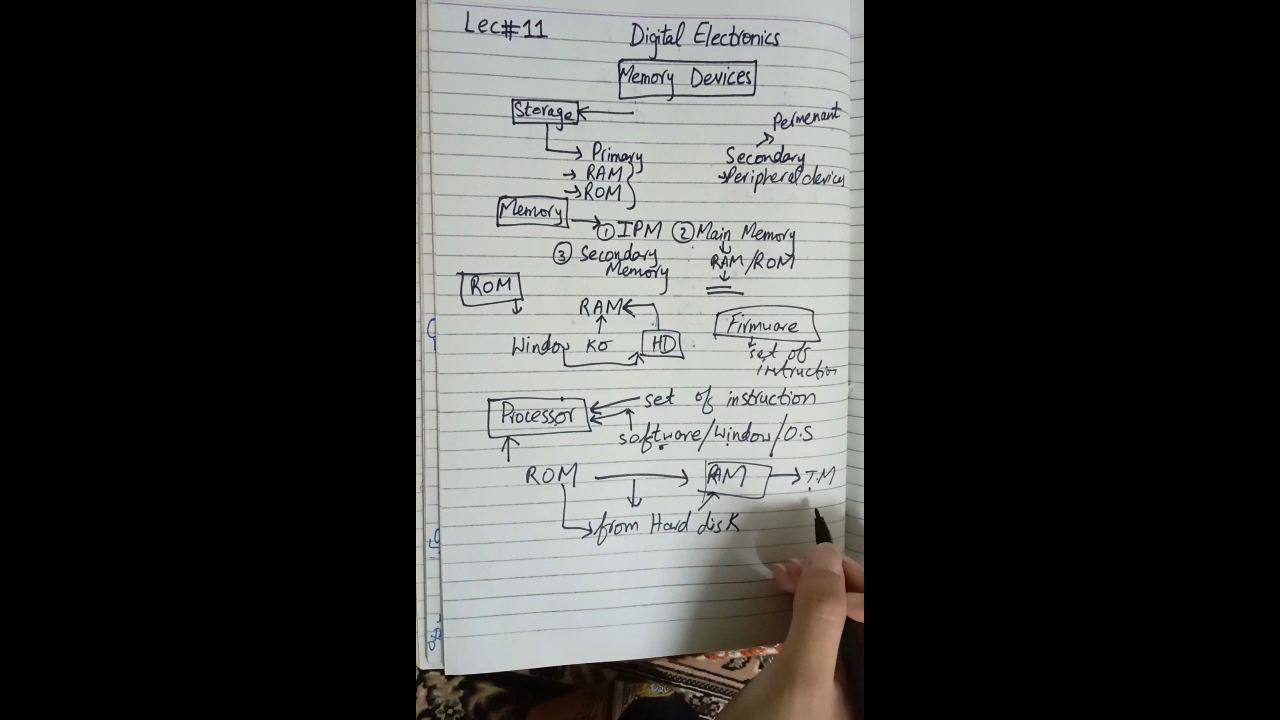 Lec#11
Digital Electronics
Memory Devices
Storage
Permenant
Primary
Secondary
RAM
Peripheral devices
ROM
Memory
① IPM ② Main Memory
③ Secondary
Memory
RAM/ROM
ROM
RAM
Firmware
Window KO HD
set of
instruction
Processor
set of instruction
software/window/O.S
ROM RAM T.M
from Hard disk